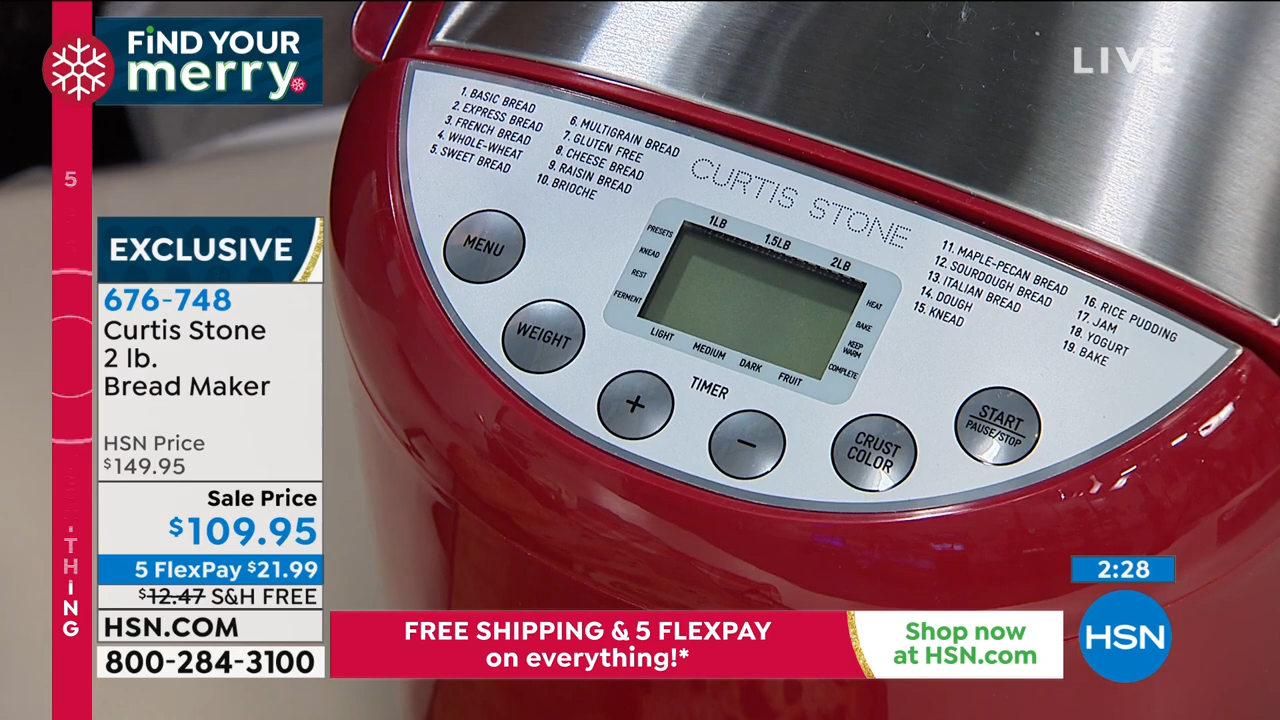 FiND YOUR
merry.
LIVE
5
THING
EXCLUSIVE
676-748
Curtis Stone
2 lb.
Bread Maker
HSN Price
$149.95
Sale Price
$109.95
5 FlexPay $21.99
$12.47 S&H FREE
HSN.COM
800-284-3100
1. BASIC BREAD
2. EXPRESS BREAD
3. FRENCH BREAD
4. WHOLE-WHEAT
5. SWEET BREAD
6. MULTIGRAIN BREAD
7. GLUTEN FREE
8. CHEESE BREAD
9. RAISIN BREAD
10. BRIOCHE
CURTIS STONE
11. MAPLE-PECAN BREAD
12. SOURDOUGH BREAD
13. ITALIAN BREAD
14. DOUGH
15. KNEAD
16. RICE PUDDING
17. JAM
18. YOGURT
19. BAKE
MENU
WEIGHT
1LB
1.5LB
2LB
PRESETS
KNEAD
REST
FERMENT
HEAT
BAKE
KEEP
WARM
COMPLETE
LIGHT
MEDIUM
DARK
FRUIT
TIMER
+
−
CRUST
COLOR
START
PAUSE/STOP
FREE SHIPPING & 5 FLEXPAY
on everything!*
Shop now
at HSN.com
2:28
HSN